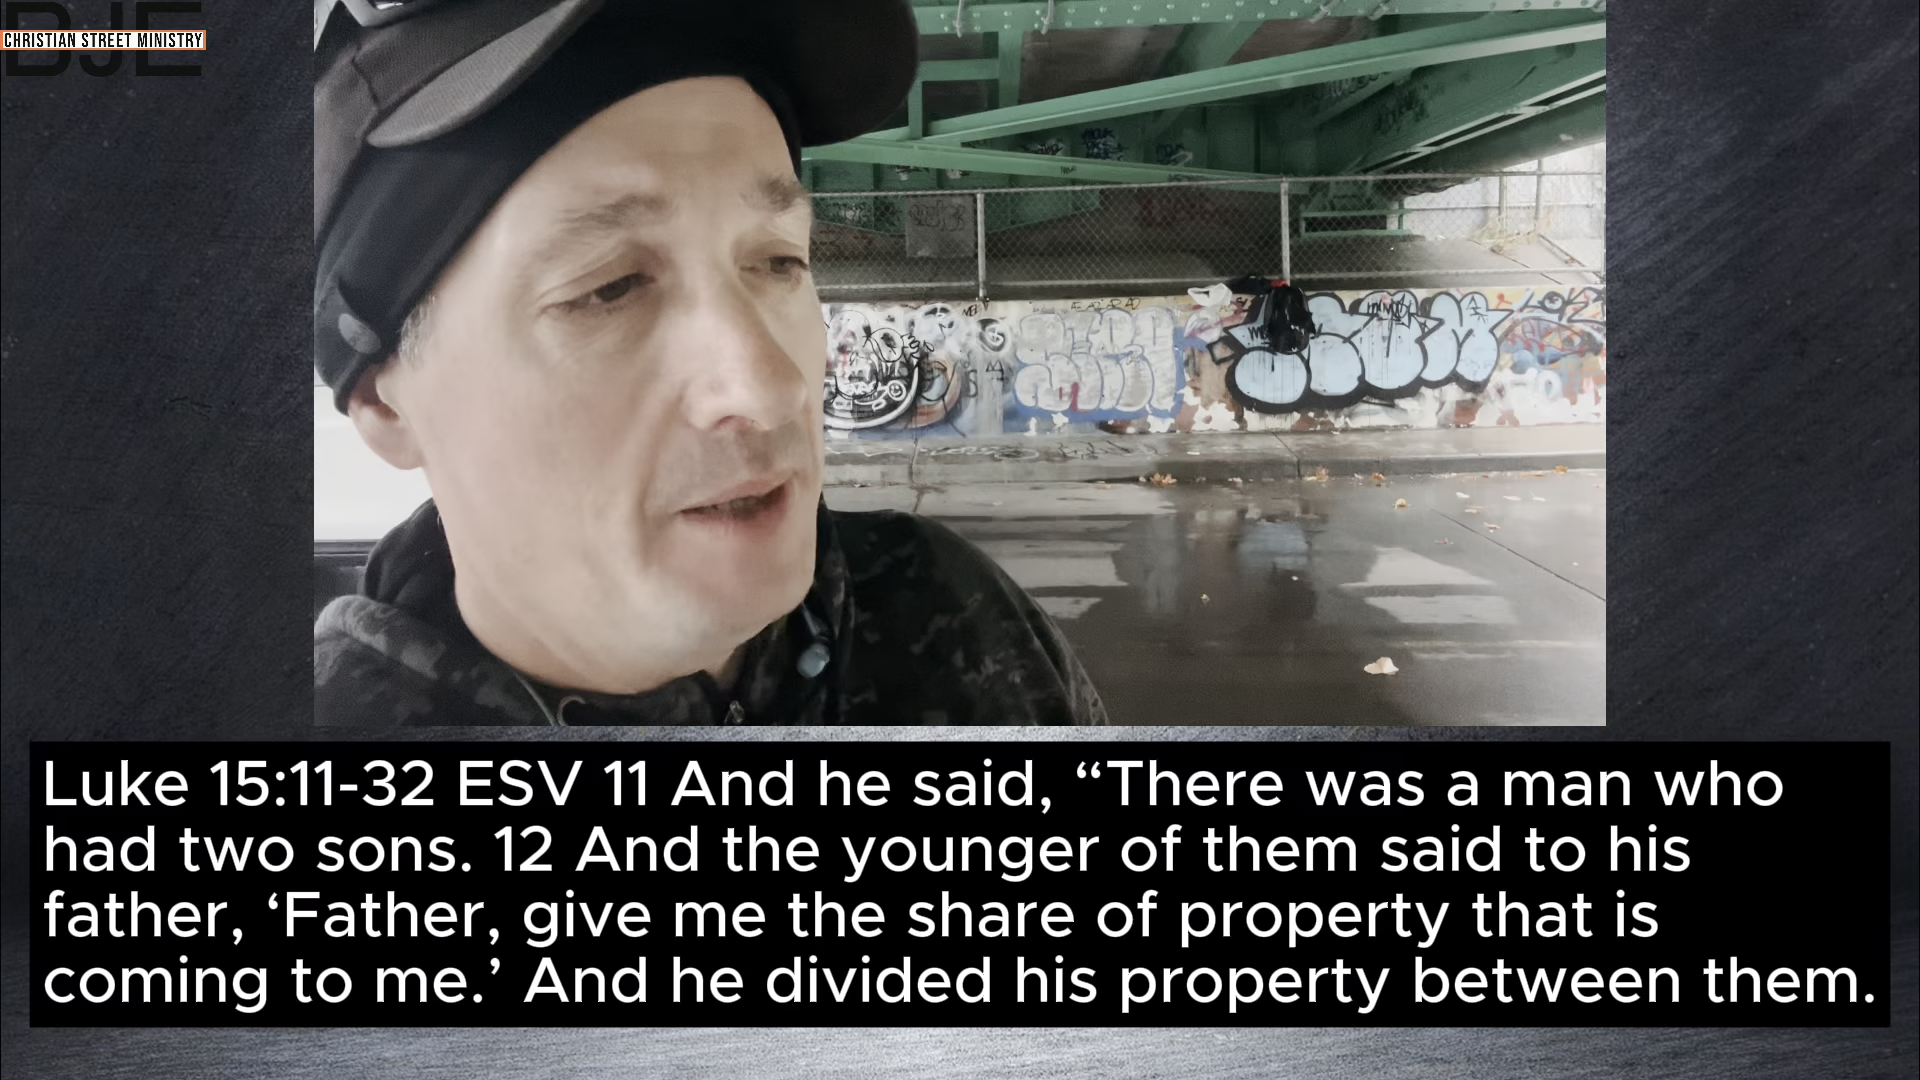 BJE
CHRISTIAN STREET MINISTRY
Luke 15:11-32 ESV 11 And he said, “There was a man who
had two sons. 12 And the younger of them said to his
father, ‘Father, give me the share of property that is
coming to me.’ And he divided his property between them.